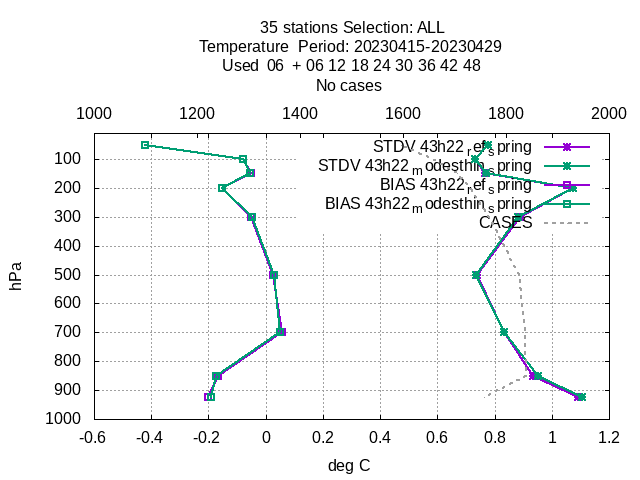 35 stations Selection: ALL
Temperature  Period: 20230415-20230429
Used  06  + 06 12 18 24 30 36 42 48
No cases
1000 1200 1400 1600 1800 2000
STDV 43h22_ref_spring
STDV 43h22_modesthin_spring
BIAS 43h22_ref_spring
BIAS 43h22_modesthin_spring
CASES
100
200
300
400
500
600
700
800
900
1000
hPa
-0.6 -0.4 -0.2 0 0.2 0.4 0.6 0.8 1 1.2
deg C